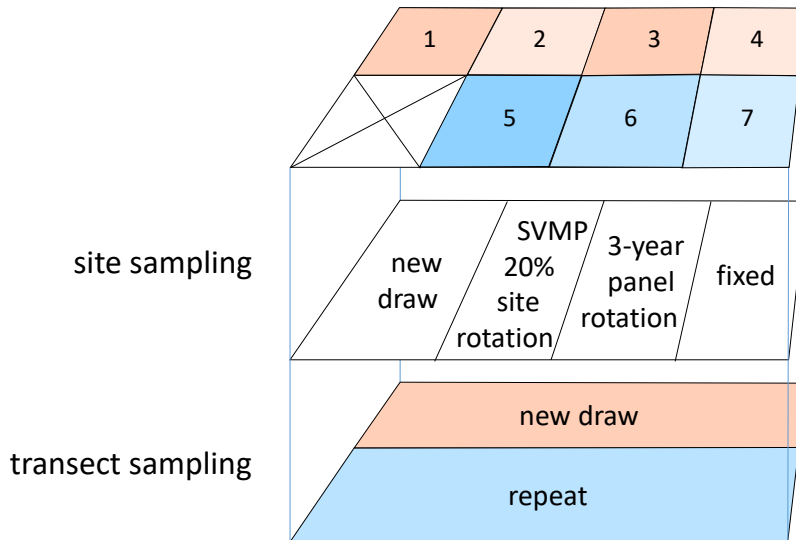 1 2 3 4
5 6 7
site sampling
new
draw
SVMP
20%
site
rotation
3-year
panel
rotation
fixed
transect sampling
new draw
repeat